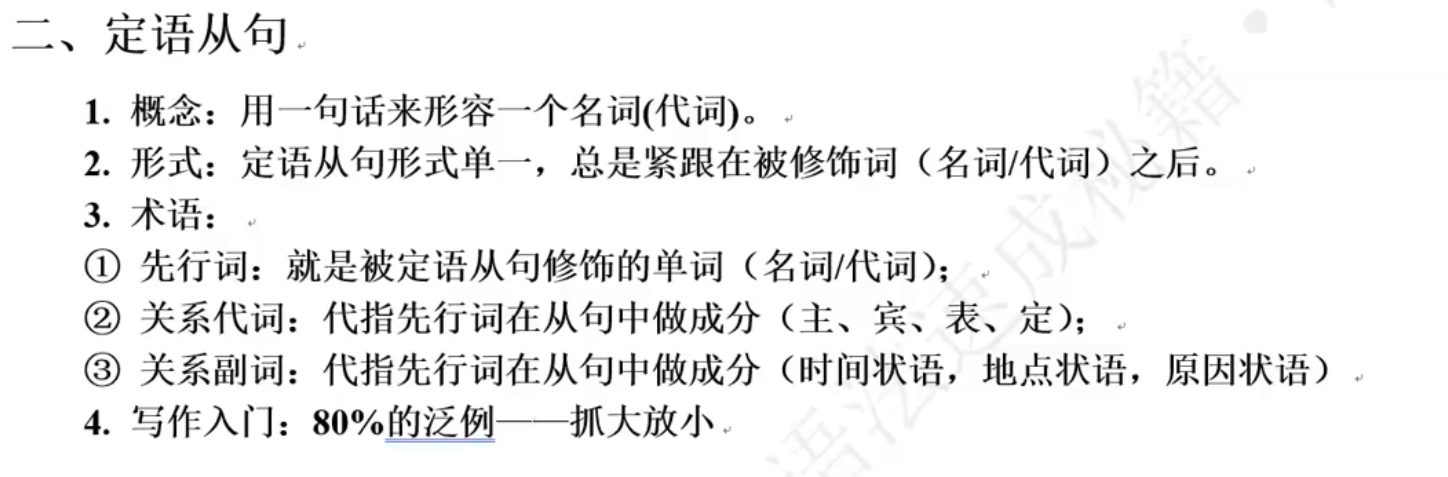 二、定语从句
1. 概念：用一句话来形容一个名词(代词)。
2. 形式：定语从句形式单一，总是紧跟在被修饰词（名词/代词）之后。
3. 术语：
① 先行词：就是被定语从句修饰的单词（名词/代词）；
② 关系代词：代指先行词在从句中做成分（主、宾、表、定）；
③ 关系副词：代指先行词在从句中做成分（时间状语，地点状语，原因状语）
4. 写作入门：80%的泛例——抓大放小
语法速成秘籍